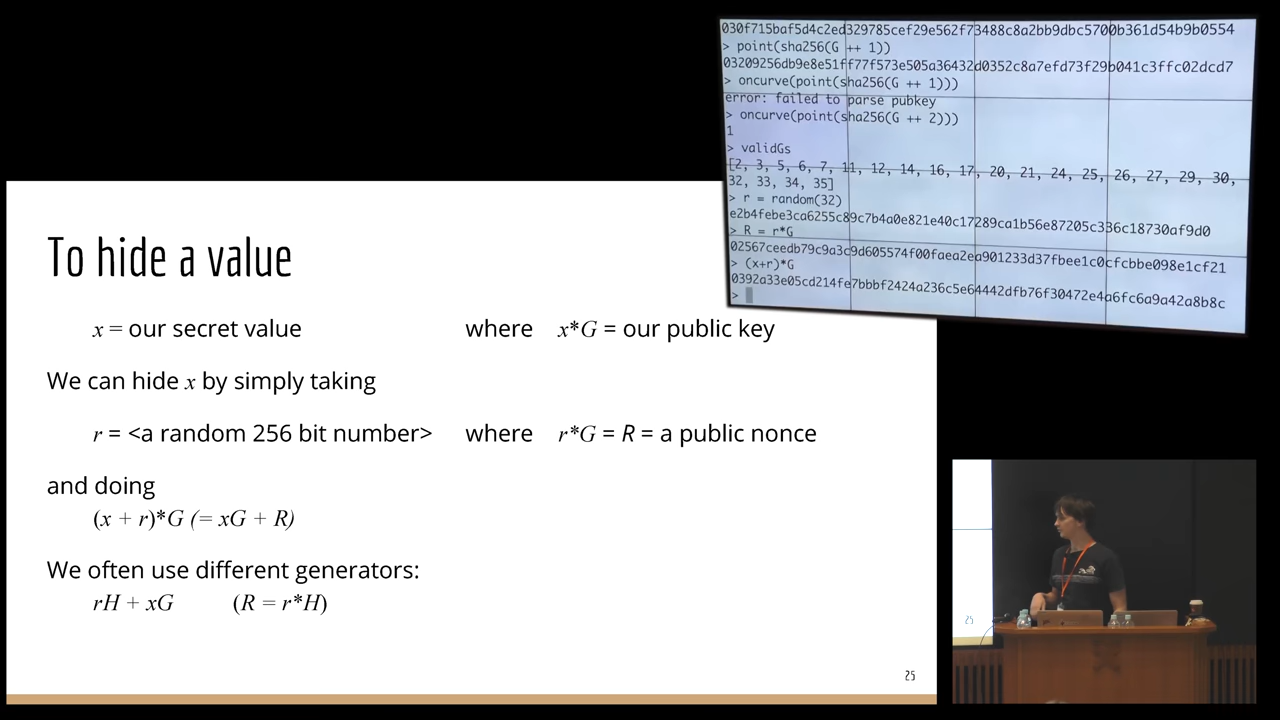 030f715baf5d4c2ed329785cef29e562f73488c8a2bb9dbc5700b361d54b9b0554
> point(sha256(G ++ 1))
03209256db9e8e51ff77f573e505a36432d0352c8a7efd73f29b041c3ffc02dcd7
> oncurve(point(sha256(G ++ 1)))
error: failed to parse pubkey
> oncurve(point(sha256(G ++ 2)))
1
> validGs
[2, 3, 5, 6, 7, 11, 12, 14, 16, 17, 20, 21, 24, 25, 26, 27, 29, 30,
32, 33, 34, 35]
> r = random(32)
e2b4febe3ca6255c89c7b4a0e821e40c17289ca1b56e87205c336c18730af9d0
> R = r*G
02567ceedb79c9a3c9d605574f00faea2ea901233d37fbee1c0cfcbbe098e1cf21
> (x+r)*G
0392a33e05cd214fe7bbbf2424a236c5e64442dfb76f30472e4a6fc6a9a42a8b8c
>
To hide a value
x = our secret value where x*G = our public key
We can hide x by simply taking
r = <a random 256 bit number> where r*G = R = a public nonce
and doing
(x + r)*G (= xG + R)
We often use different generators:
rH + xG (R = r*H)
25
25